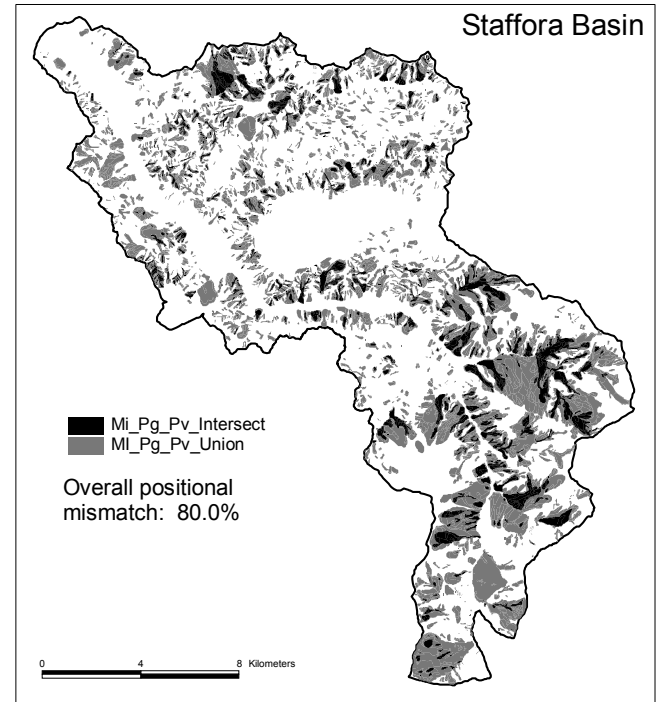 Staffora Basin
Mi_Pg_Pv_Intersect
MI_Pg_Pv_Union
Overall positional
mismatch: 80.0%
0 4 8 Kilometers